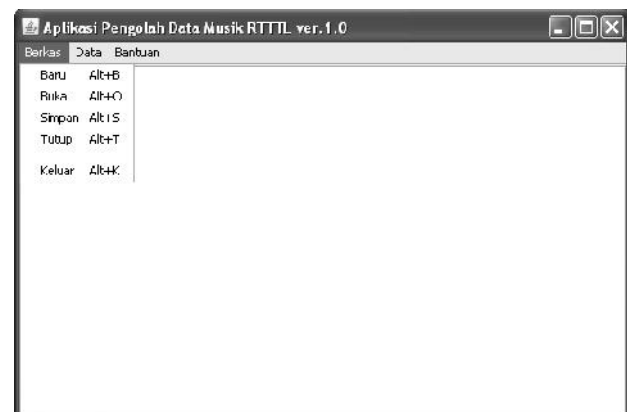 Aplikasi Pengolah Data Musik RTTTL ver.1.0
Berkas Data Bantuan
Baru Alt+B
Buka Alt+O
Simpan Alt+S
Tutup Alt+T
Keluar Alt+K